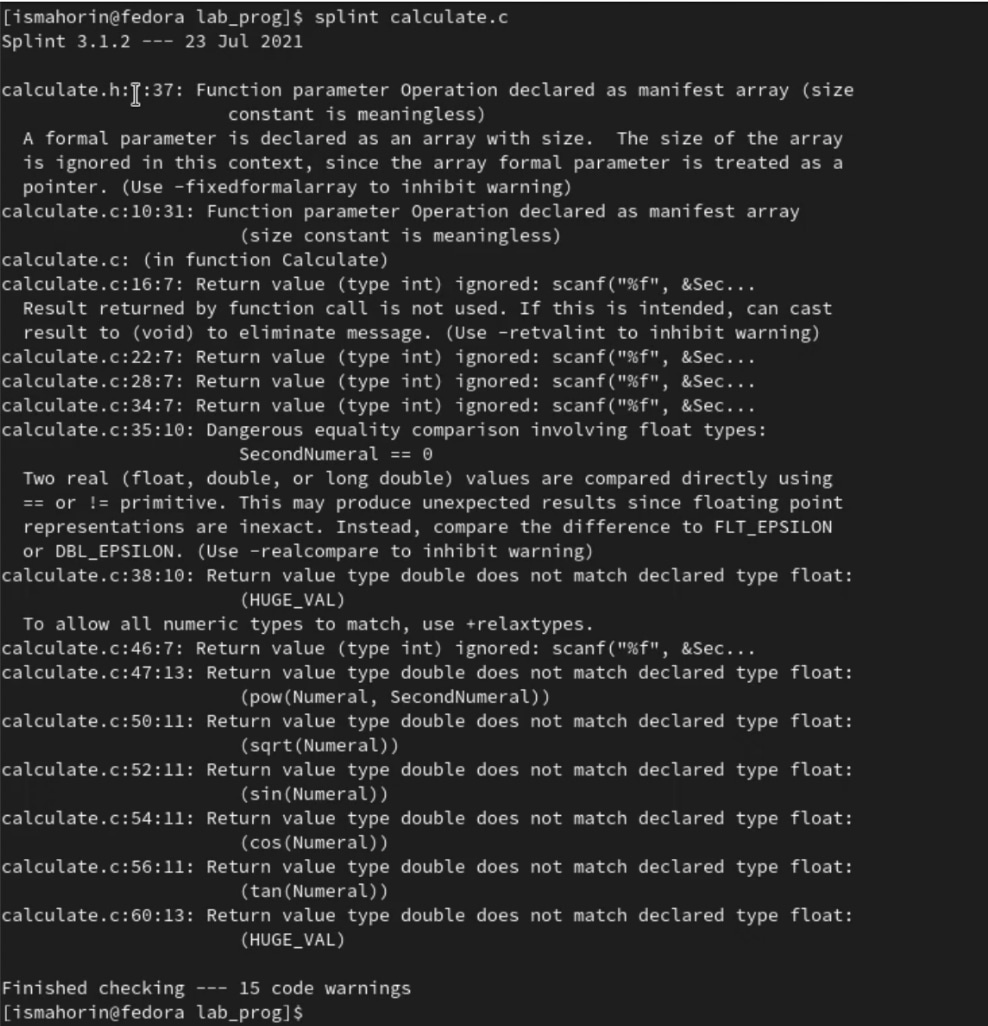 [ismahorin@fedora lab_prog]$ splint calculate.c
Splint 3.1.2 --- 23 Jul 2021
calculate.h: :37: Function parameter Operation declared as manifest array (size
constant is meaningless)
A formal parameter is declared as an array with size.  The size of the array
is ignored in this context, since the array formal parameter is treated as a
pointer. (Use -fixedformalarray to inhibit warning)
calculate.c:10:31: Function parameter Operation declared as manifest array
(size constant is meaningless)
calculate.c: (in function Calculate)
calculate.c:16:7: Return value (type int) ignored: scanf("%f", &Sec...
Result returned by function call is not used. If this is intended, can cast
result to (void) to eliminate message. (Use -retvalint to inhibit warning)
calculate.c:22:7: Return value (type int) ignored: scanf("%f", &Sec...
calculate.c:28:7: Return value (type int) ignored: scanf("%f", &Sec...
calculate.c:34:7: Return value (type int) ignored: scanf("%f", &Sec...
calculate.c:35:10: Dangerous equality comparison involving float types:
SecondNumeral == 0
Two real (float, double, or long double) values are compared directly using
== or != primitive. This may produce unexpected results since floating point
representations are inexact. Instead, compare the difference to FLT_EPSILON
or DBL_EPSILON. (Use -realcompare to inhibit warning)
calculate.c:38:10: Return value type double does not match declared type float:
(HUGE_VAL)
To allow all numeric types to match, use +relaxtypes.
calculate.c:46:7: Return value (type int) ignored: scanf("%f", &Sec...
calculate.c:47:13: Return value type double does not match declared type float:
(pow(Numeral, SecondNumeral))
calculate.c:50:11: Return value type double does not match declared type float:
(sqrt(Numeral))
calculate.c:52:11: Return value type double does not match declared type float:
(sin(Numeral))
calculate.c:54:11: Return value type double does not match declared type float:
(cos(Numeral))
calculate.c:56:11: Return value type double does not match declared type float:
(tan(Numeral))
calculate.c:60:13: Return value type double does not match declared type float:
(HUGE_VAL)
Finished checking --- 15 code warnings
[ismahorin@fedora lab_prog]$